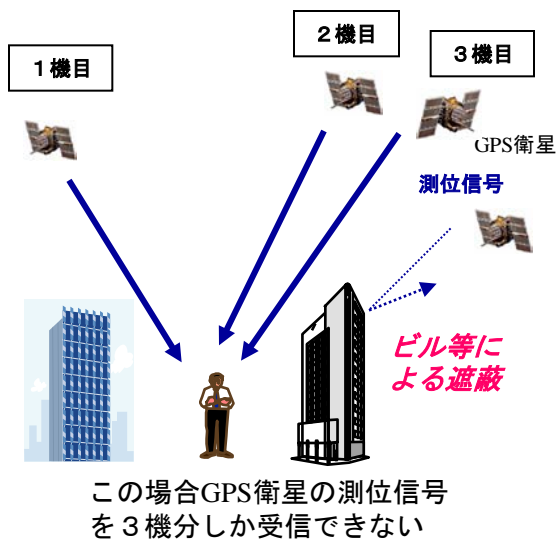 １機目
２機目
３機目
GPS衛星
測位信号
ビル等に
よる遮蔽
この場合GPS衛星の測位信号
を３機分しか受信できない